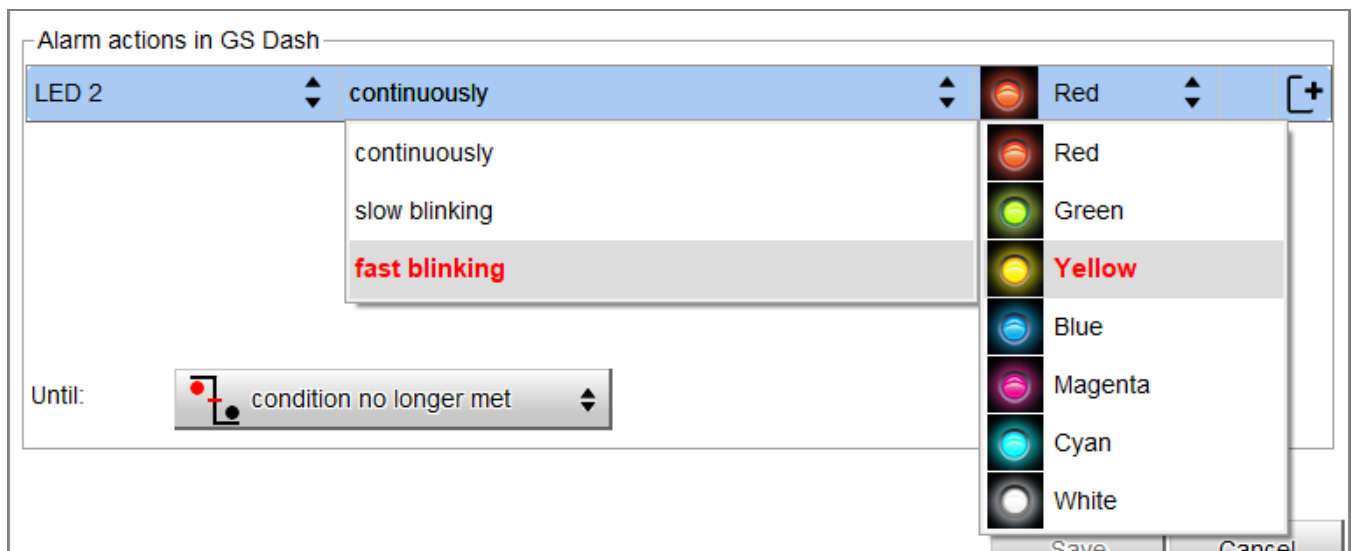 Alarm actions in GS Dash
LED 2 continuously Red
continuously Red
slow blinking Green
fast blinking Yellow
Blue
Until: condition no longer met Magenta
Cyan
White
Save Cancel